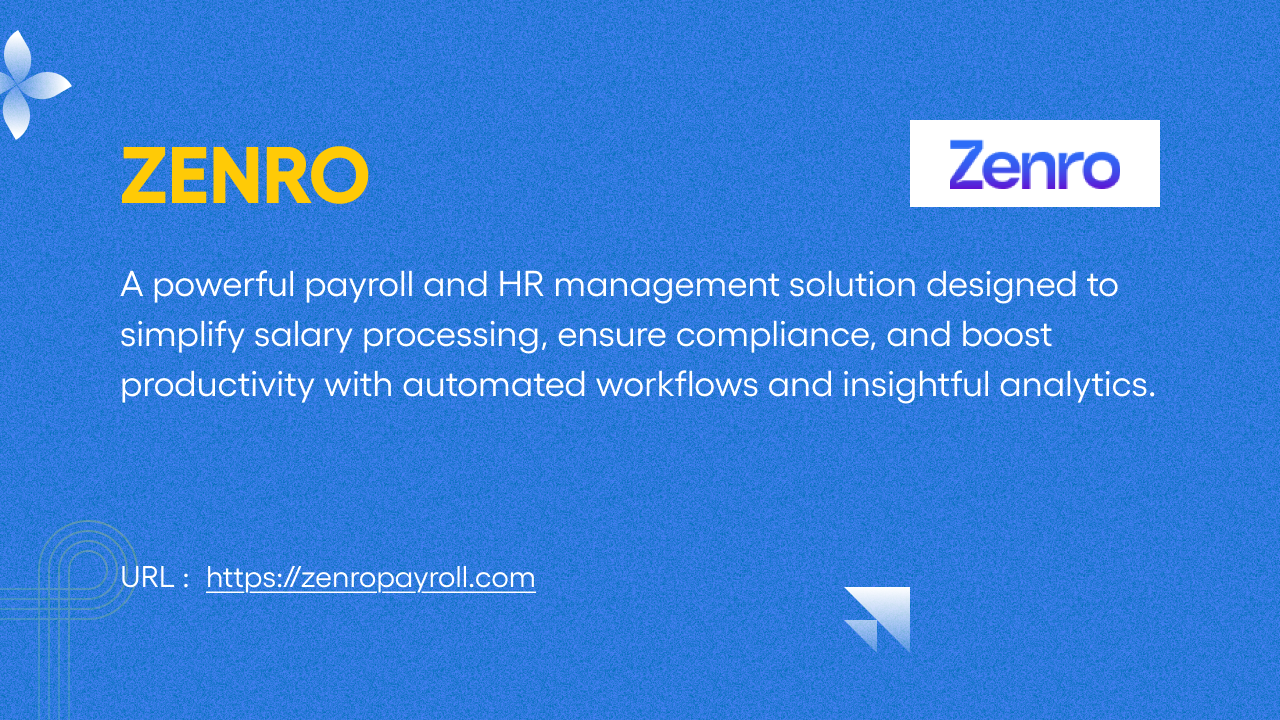 ZENRO
Zenro
A powerful payroll and HR management solution designed to
simplify salary processing, ensure compliance, and boost
productivity with automated workflows and insightful analytics.
URL : https://zenropayroll.com